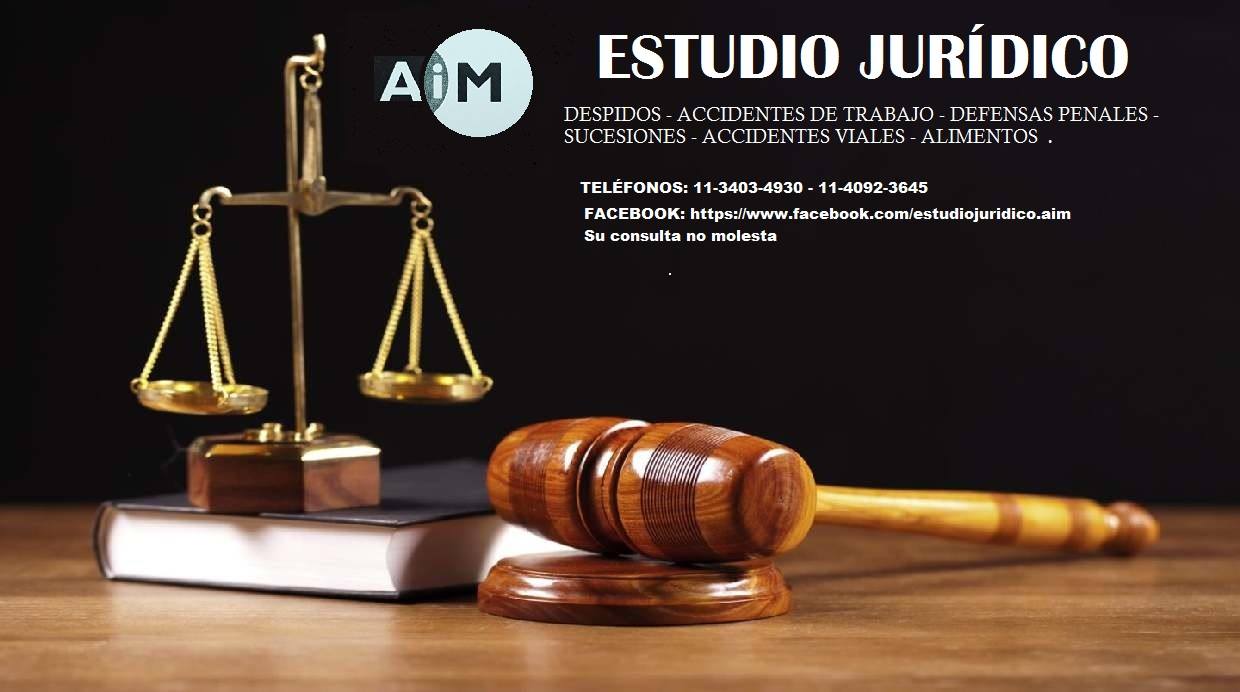 AiM
ESTUDIO JURÍDICO
DESPIDOS - ACCIDENTES DE TRABAJO - DEFENSAS PENALES -
SUCESIONES - ACCIDENTES VIALES - ALIMENTOS .
TELÉFONOS: 11-3403-4930 - 11-4092-3645
FACEBOOK: https://www.facebook.com/estudiojuridico.aim
Su consulta no molesta
.